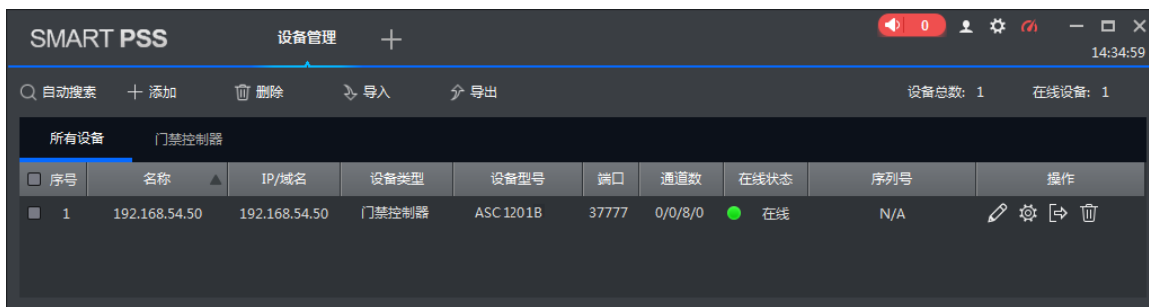 SMART PSS 设备管理 0
14:34:59
自动搜索 添加 删除 导入 导出 设备总数: 1 在线设备: 1
所有设备 门禁控制器
序号 名称 IP/域名 设备类型 设备型号 端口 通道数 在线状态 序列号 操作
1 192.168.54.50 192.168.54.50 门禁控制器 ASC1201B 37777 0/0/8/0 在线 N/A